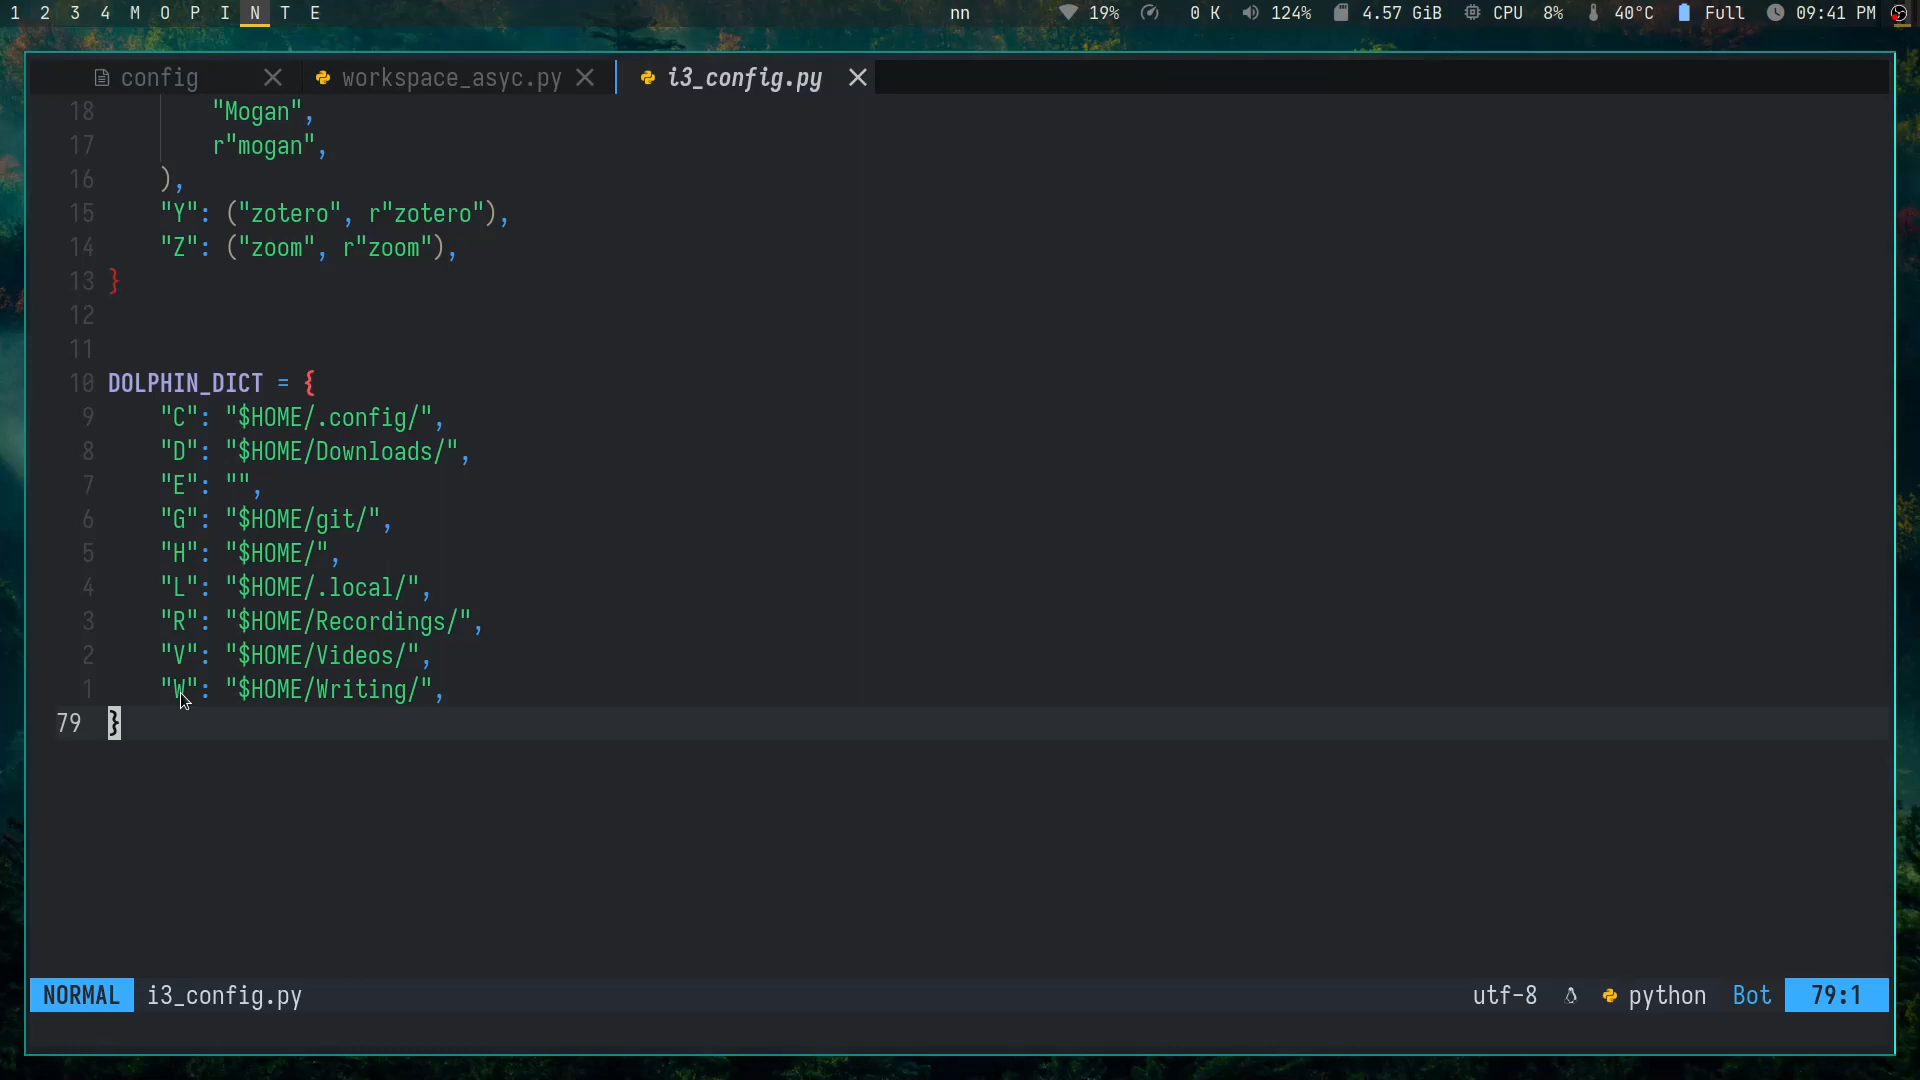 1 2 3 4 M O P I N T E nn 19% 0 K 124% 4.57 GiB CPU 8% 40°C Full 09:41 PM
config workspace_asyc.py i3_config.py
18 "Mogan",
17 r"mogan",
16 ),
15 "Y": ("zotero", r"zotero"),
14 "Z": ("zoom", r"zoom"),
13 }
12
11
10 DOLPHIN_DICT = {
9 "C": "$HOME/.config/",
8 "D": "$HOME/Downloads/",
7 "E": "",
6 "G": "$HOME/git/",
5 "H": "$HOME/",
4 "L": "$HOME/.local/",
3 "R": "$HOME/Recordings/",
2 "V": "$HOME/Videos/",
1 "W": "$HOME/Writing/",
79 }
NORMAL i3_config.py utf-8 python Bot 79:1